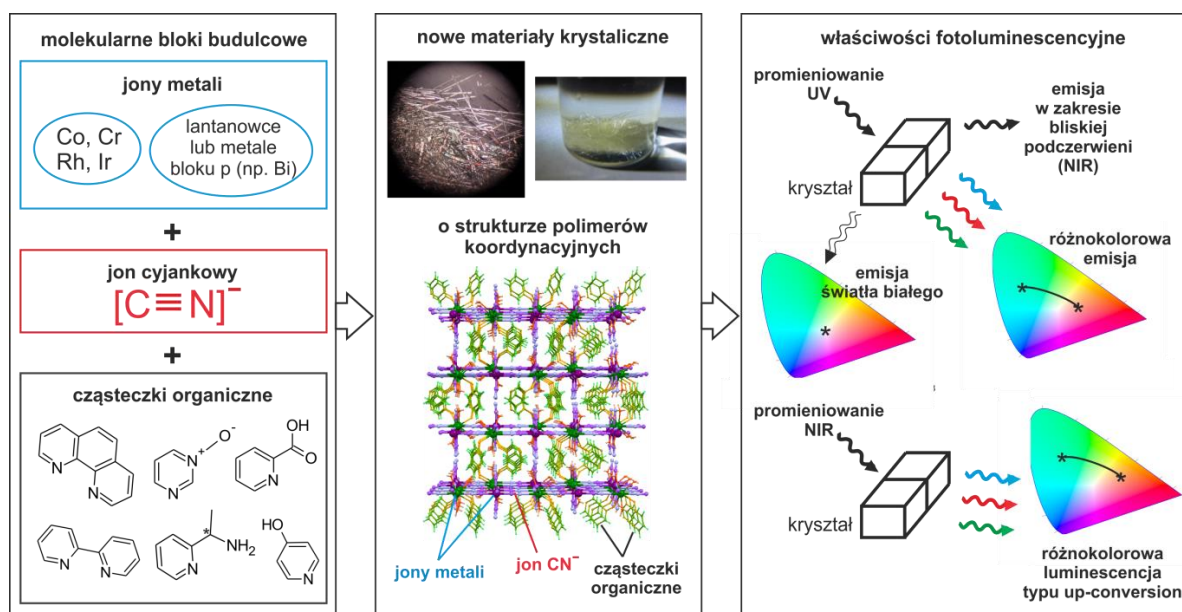 molekularne bloki budulcowe
jony metali
Co, Cr
Rh, Ir
lantanowce
lub metale
bloku p (np. Bi)
+
jon cyjankowy
[C≡N]⁻
+
cząsteczki organiczne
N
N
N
+
O⁻
N
OH
O
N
N
N
*
NH₂
N
HO
N
nowe materiały krystaliczne
o strukturze polimerów
koordynacyjnych
jony metali
jon CN⁻
cząsteczki
organiczne
właściwości fotoluminescencyjne
promieniowanie
UV
kryształ
emisja
w zakresie
bliskiej
podczerwieni
(NIR)
emisja
światła białego
*
różnokolorowa
emisja
*
*
promieniowanie
NIR
kryształ
*
*
różnokolorowa
luminescencja
typu up-conversion